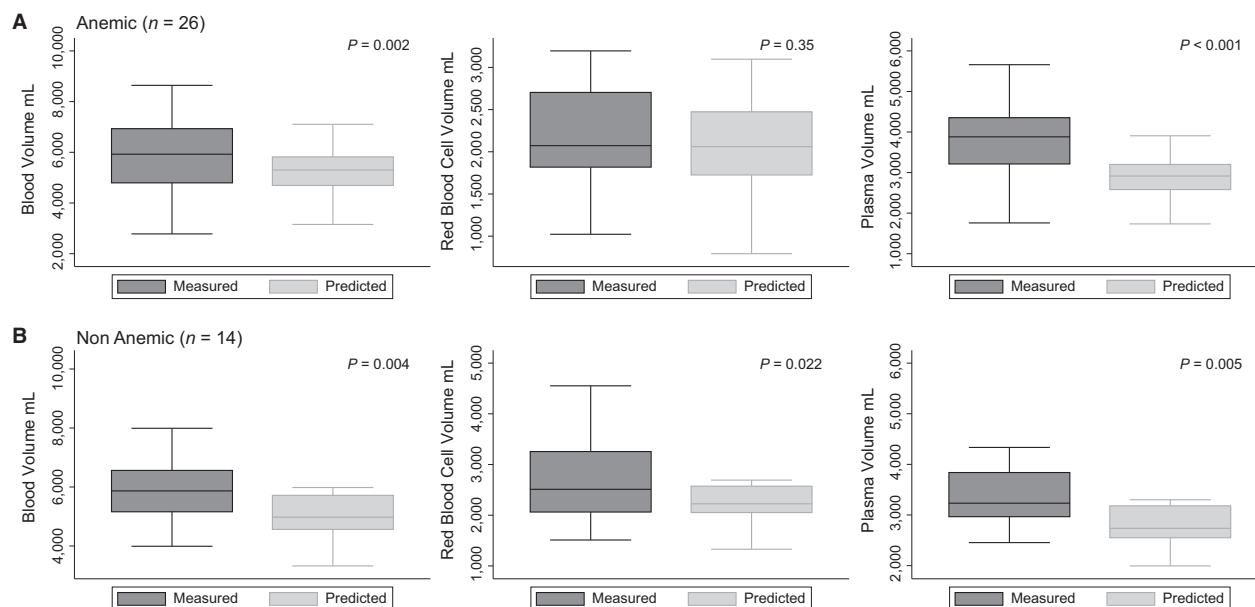 A Anemic (n = 26)
P = 0.002
Blood Volume mL
10,000
8,000
6,000
4,000
2,000
Measured Predicted
P = 0.35
Red Blood Cell Volume mL
3,000
2,500
2,000
1,500
1,000
Measured Predicted
P < 0.001
Plasma Volume mL
6,000
5,000
4,000
3,000
2,000
1,000
Measured Predicted
B Non Anemic (n = 14)
P = 0.004
Blood Volume mL
10,000
8,000
6,000
4,000
Measured Predicted
P = 0.022
Red Blood Cell Volume mL
5,000
4,000
3,000
2,000
1,000
Measured Predicted
P = 0.005
Plasma Volume mL
6,000
5,000
4,000
3,000
2,000
Measured Predicted